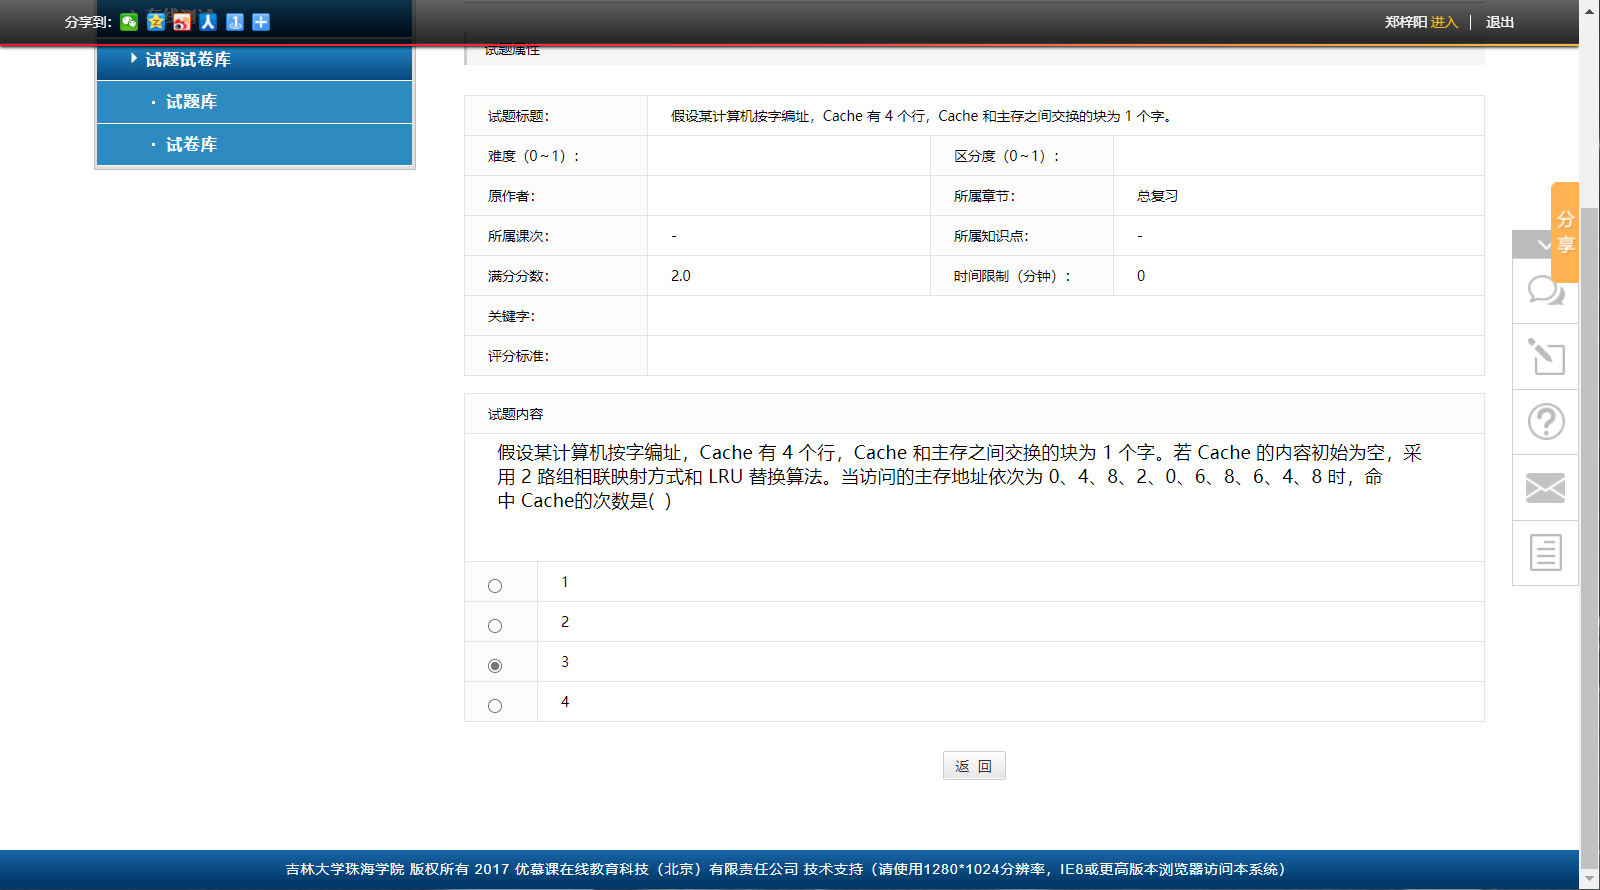 分享到：
郑梓阳 进入 | 退出
试题试卷库
· 试题库
· 试卷库
试题属性
试题标题： 假设某计算机按字编址，Cache 有 4 个行，Cache 和主存之间交换的块为 1 个字。
难度（0～1）： 区分度（0～1）：
原作者： 所属章节： 总复习
所属课次： - 所属知识点： -
满分分数： 2.0 时间限制（分钟）： 0
关键字：
评分标准：
试题内容
假设某计算机按字编址，Cache 有 4 个行，Cache 和主存之间交换的块为 1 个字。若 Cache 的内容初始为空，采
用 2 路组相联映射方式和 LRU 替换算法。当访问的主存地址依次为 0、4、8、2、0、6、8、6、4、8 时，命
中 Cache的次数是( )
1
2
3
4
返 回
分享
吉林大学珠海学院 版权所有 2017 优慕课在线教育科技（北京）有限责任公司 技术支持（请使用1280*1024分辨率，IE8或更高版本浏览器访问本系统）